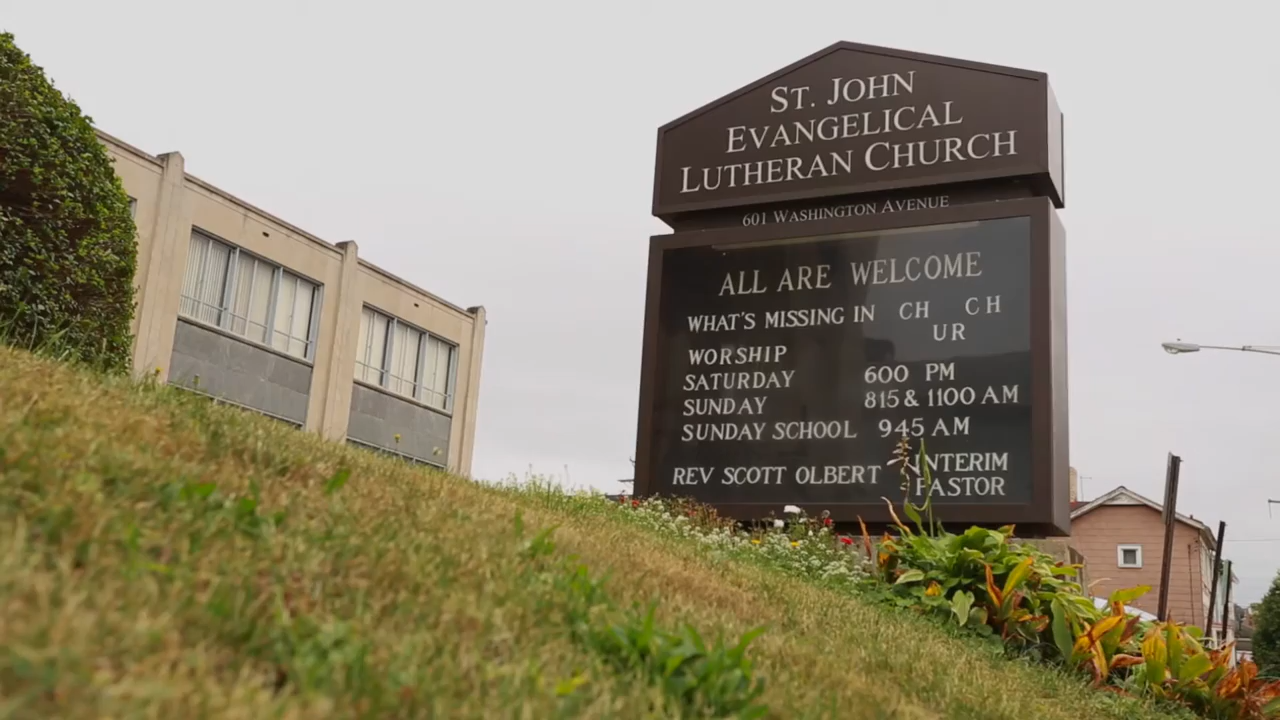 ST. JOHN
EVANGELICAL
LUTHERAN CHURCH
601 WASHINGTON AVENUE
ALL ARE WELCOME
WHAT'S MISSING IN CH CH
UR
WORSHIP
SATURDAY 600 PM
SUNDAY 815 & 1100 AM
SUNDAY SCHOOL 945 AM
REV SCOTT OLBERT INTERIM
PASTOR